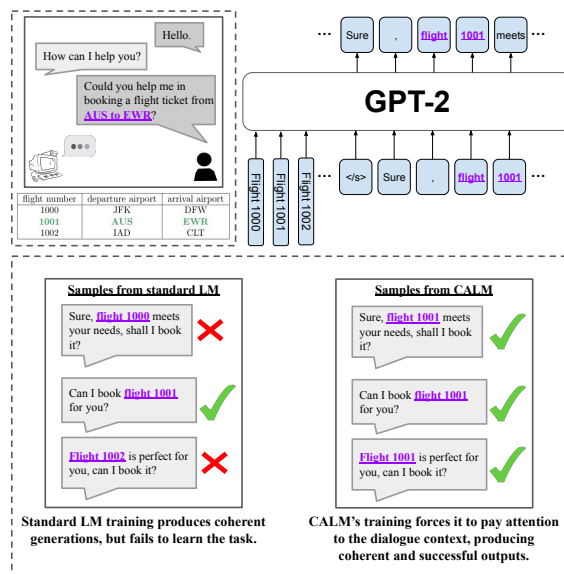 Hello.
How can I help you?
Could you help me in
booking a flight ticket from
AUS to EWR?
flight number departure airport arrival airport
1000 JFK DFW
1001 AUS EWR
1002 IAD CLT
... Sure , flight 1001 meets ...
GPT-2
Flight 1000 Flight 1001 Flight 1002 ... </s> Sure , flight 1001 ...
Samples from standard LM
Sure, flight 1000 meets
your needs, shall I book
it?
Can I book flight 1001
for you?
Flight 1002 is perfect for
you, can I book it?
Standard LM training produces coherent
generations, but fails to learn the task.
Samples from CALM
Sure, flight 1001 meets
your needs, shall I book
it?
Can I book flight 1001
for you?
Flight 1001 is perfect for
you, can I book it?
CALM's training forces it to pay attention
to the dialogue context, producing
coherent and successful outputs.